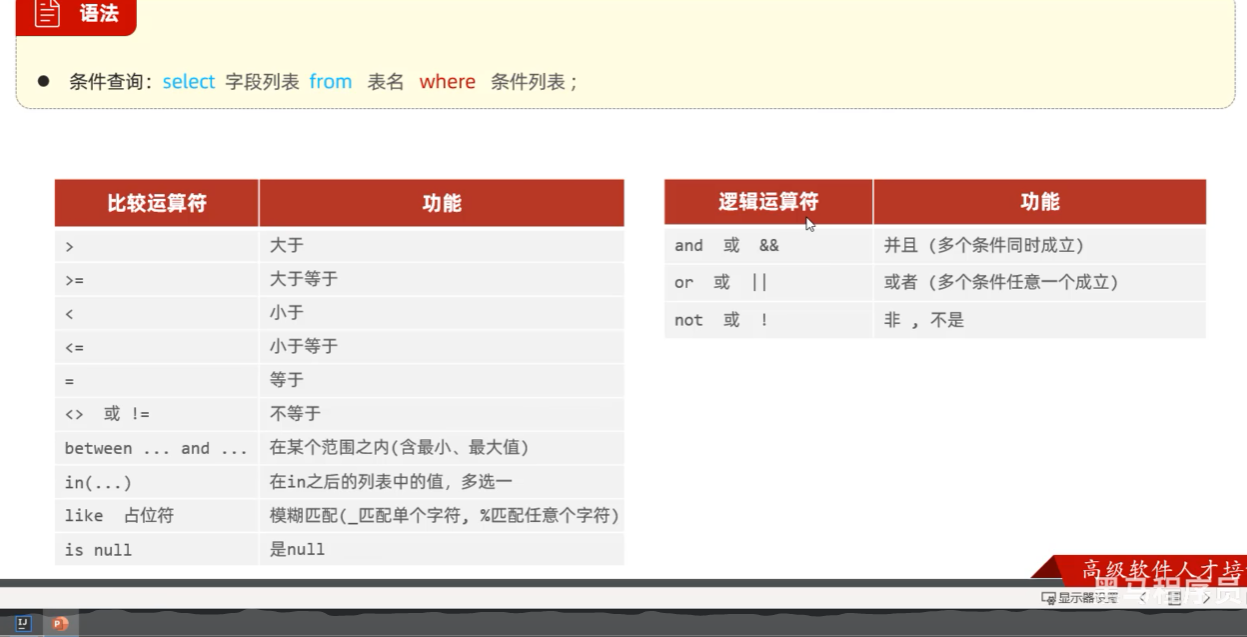 语法
● 条件查询：select 字段列表 from 表名 where 条件列表 ;
比较运算符 功能
> 大于
>= 大于等于
< 小于
<= 小于等于
= 等于
<> 或 != 不等于
between ... and ... 在某个范围之内(含最小、最大值)
in(...) 在in之后的列表中的值，多选一
like 占位符 模糊匹配(_匹配单个字符, %匹配任意个字符)
is null 是null
逻辑运算符 功能
and 或 && 并且 (多个条件同时成立)
or 或 || 或者 (多个条件任意一个成立)
not 或 ! 非 , 不是
高级软件人才培
黑马程序员
显示器设置
IJ
P